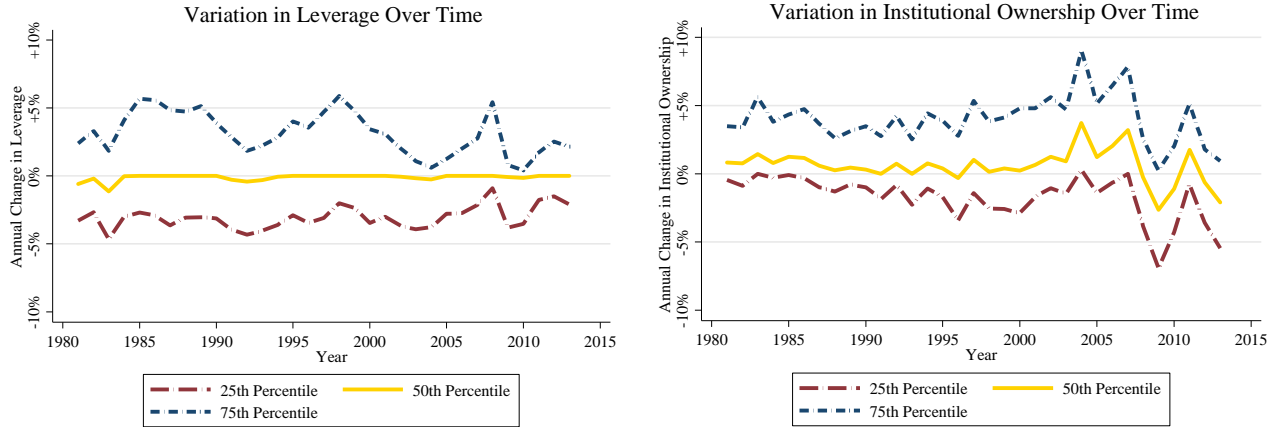 Variation in Leverage Over Time
Annual Change in Leverage
+10%
+5%
0%
-5%
-10%
1980 1985 1990 1995 2000 2005 2010 2015
Year
25th Percentile 50th Percentile
75th Percentile
Variation in Institutional Ownership Over Time
Annual Change in Institutional Ownership
+10%
+5%
0%
-5%
-10%
1980 1985 1990 1995 2000 2005 2010 2015
Year
25th Percentile 50th Percentile
75th Percentile